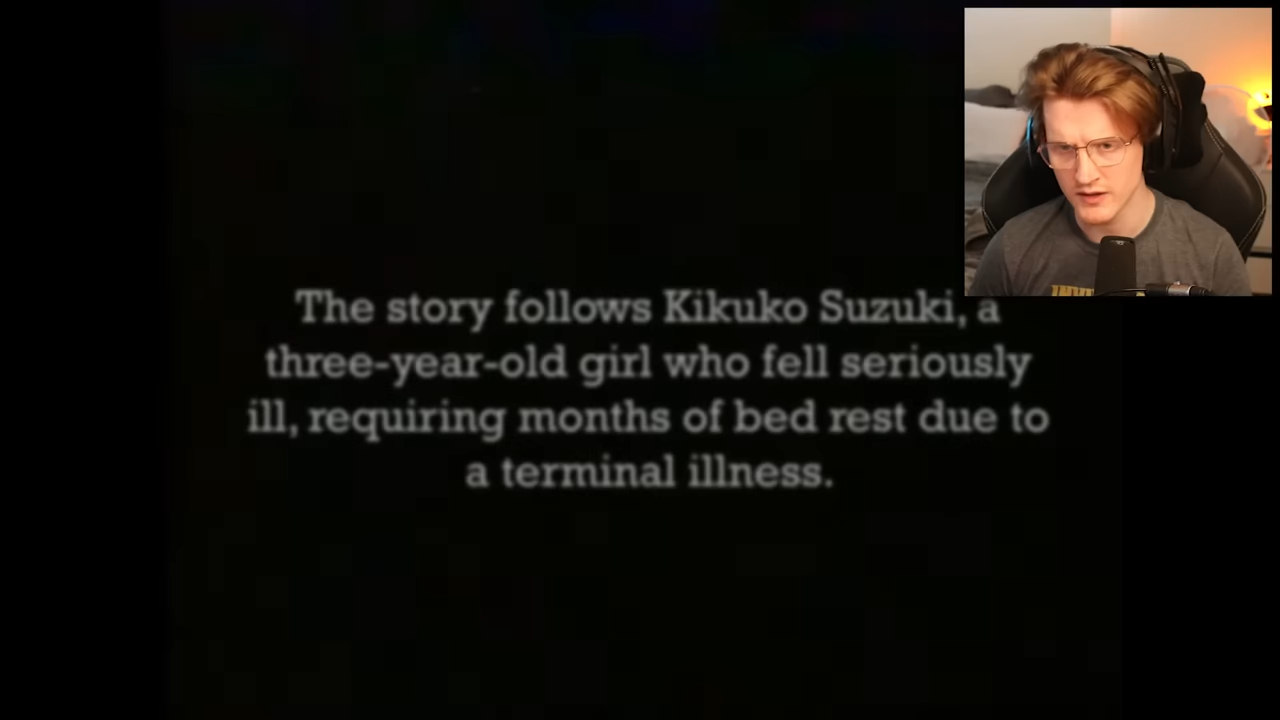 The story follows Kikuko Suzuki, a
three-year-old girl who fell seriously
ill, requiring months of bed rest due to
a terminal illness.